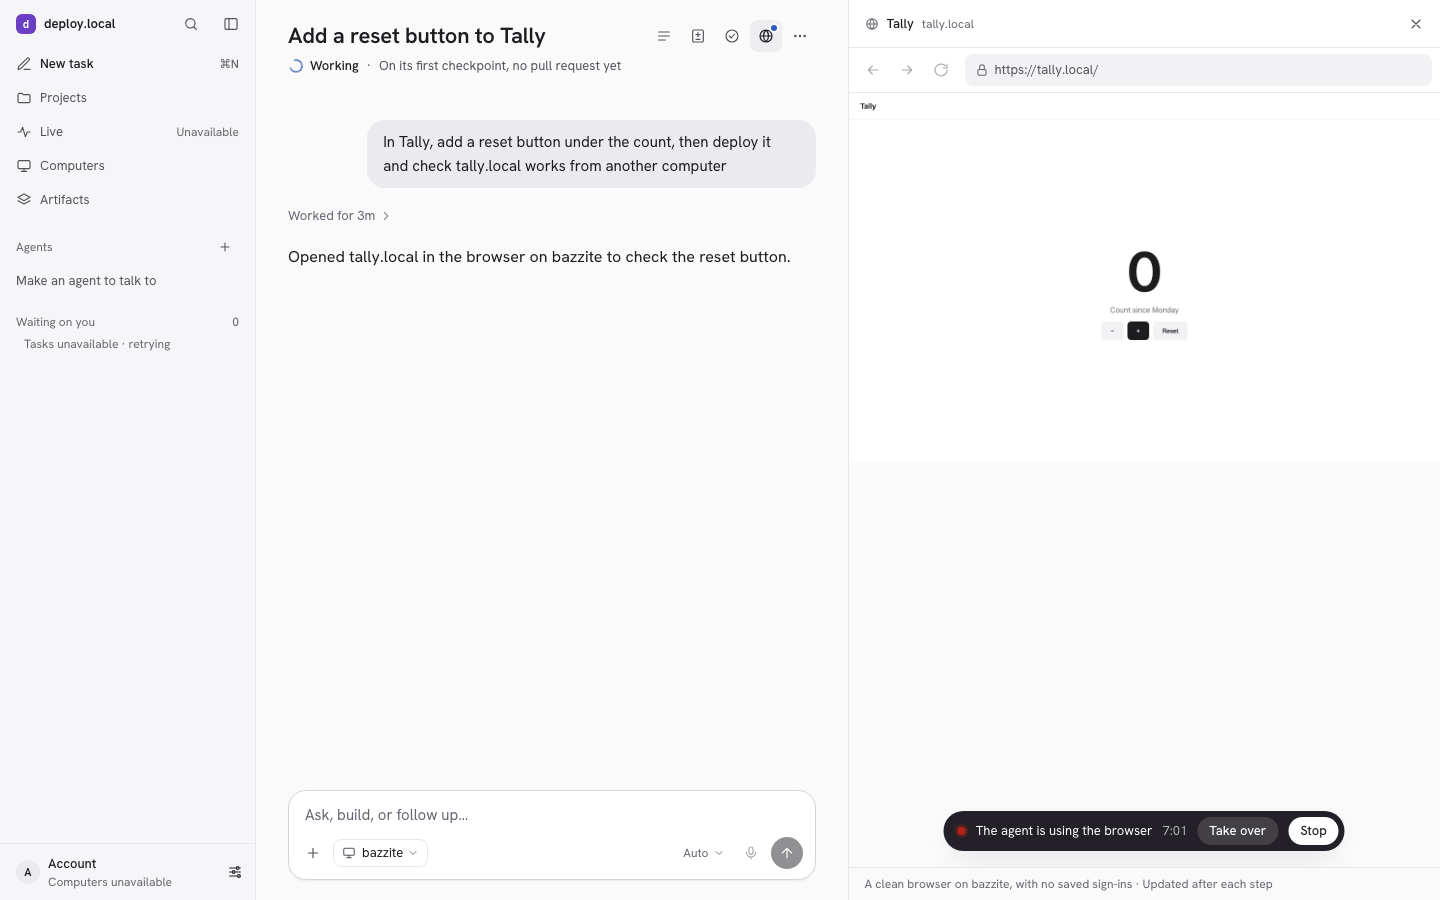 d deploy.local
New task ⌘N
Projects
Live Unavailable
Computers
Artifacts
Agents
Make an agent to talk to
Waiting on you 0
Tasks unavailable · retrying
A Account
Computers unavailable
Add a reset button to Tally
Working · On its first checkpoint, no pull request yet
In Tally, add a reset button under the count, then deploy it
and check tally.local works from another computer
Worked for 3m
Opened tally.local in the browser on bazzite to check the reset button.
Ask, build, or follow up…
bazzite
Auto
Tally tally.local
https://tally.local/
Tally
0
Count since Monday
- + Reset
The agent is using the browser 7:01 Take over Stop
A clean browser on bazzite, with no saved sign-ins · Updated after each step